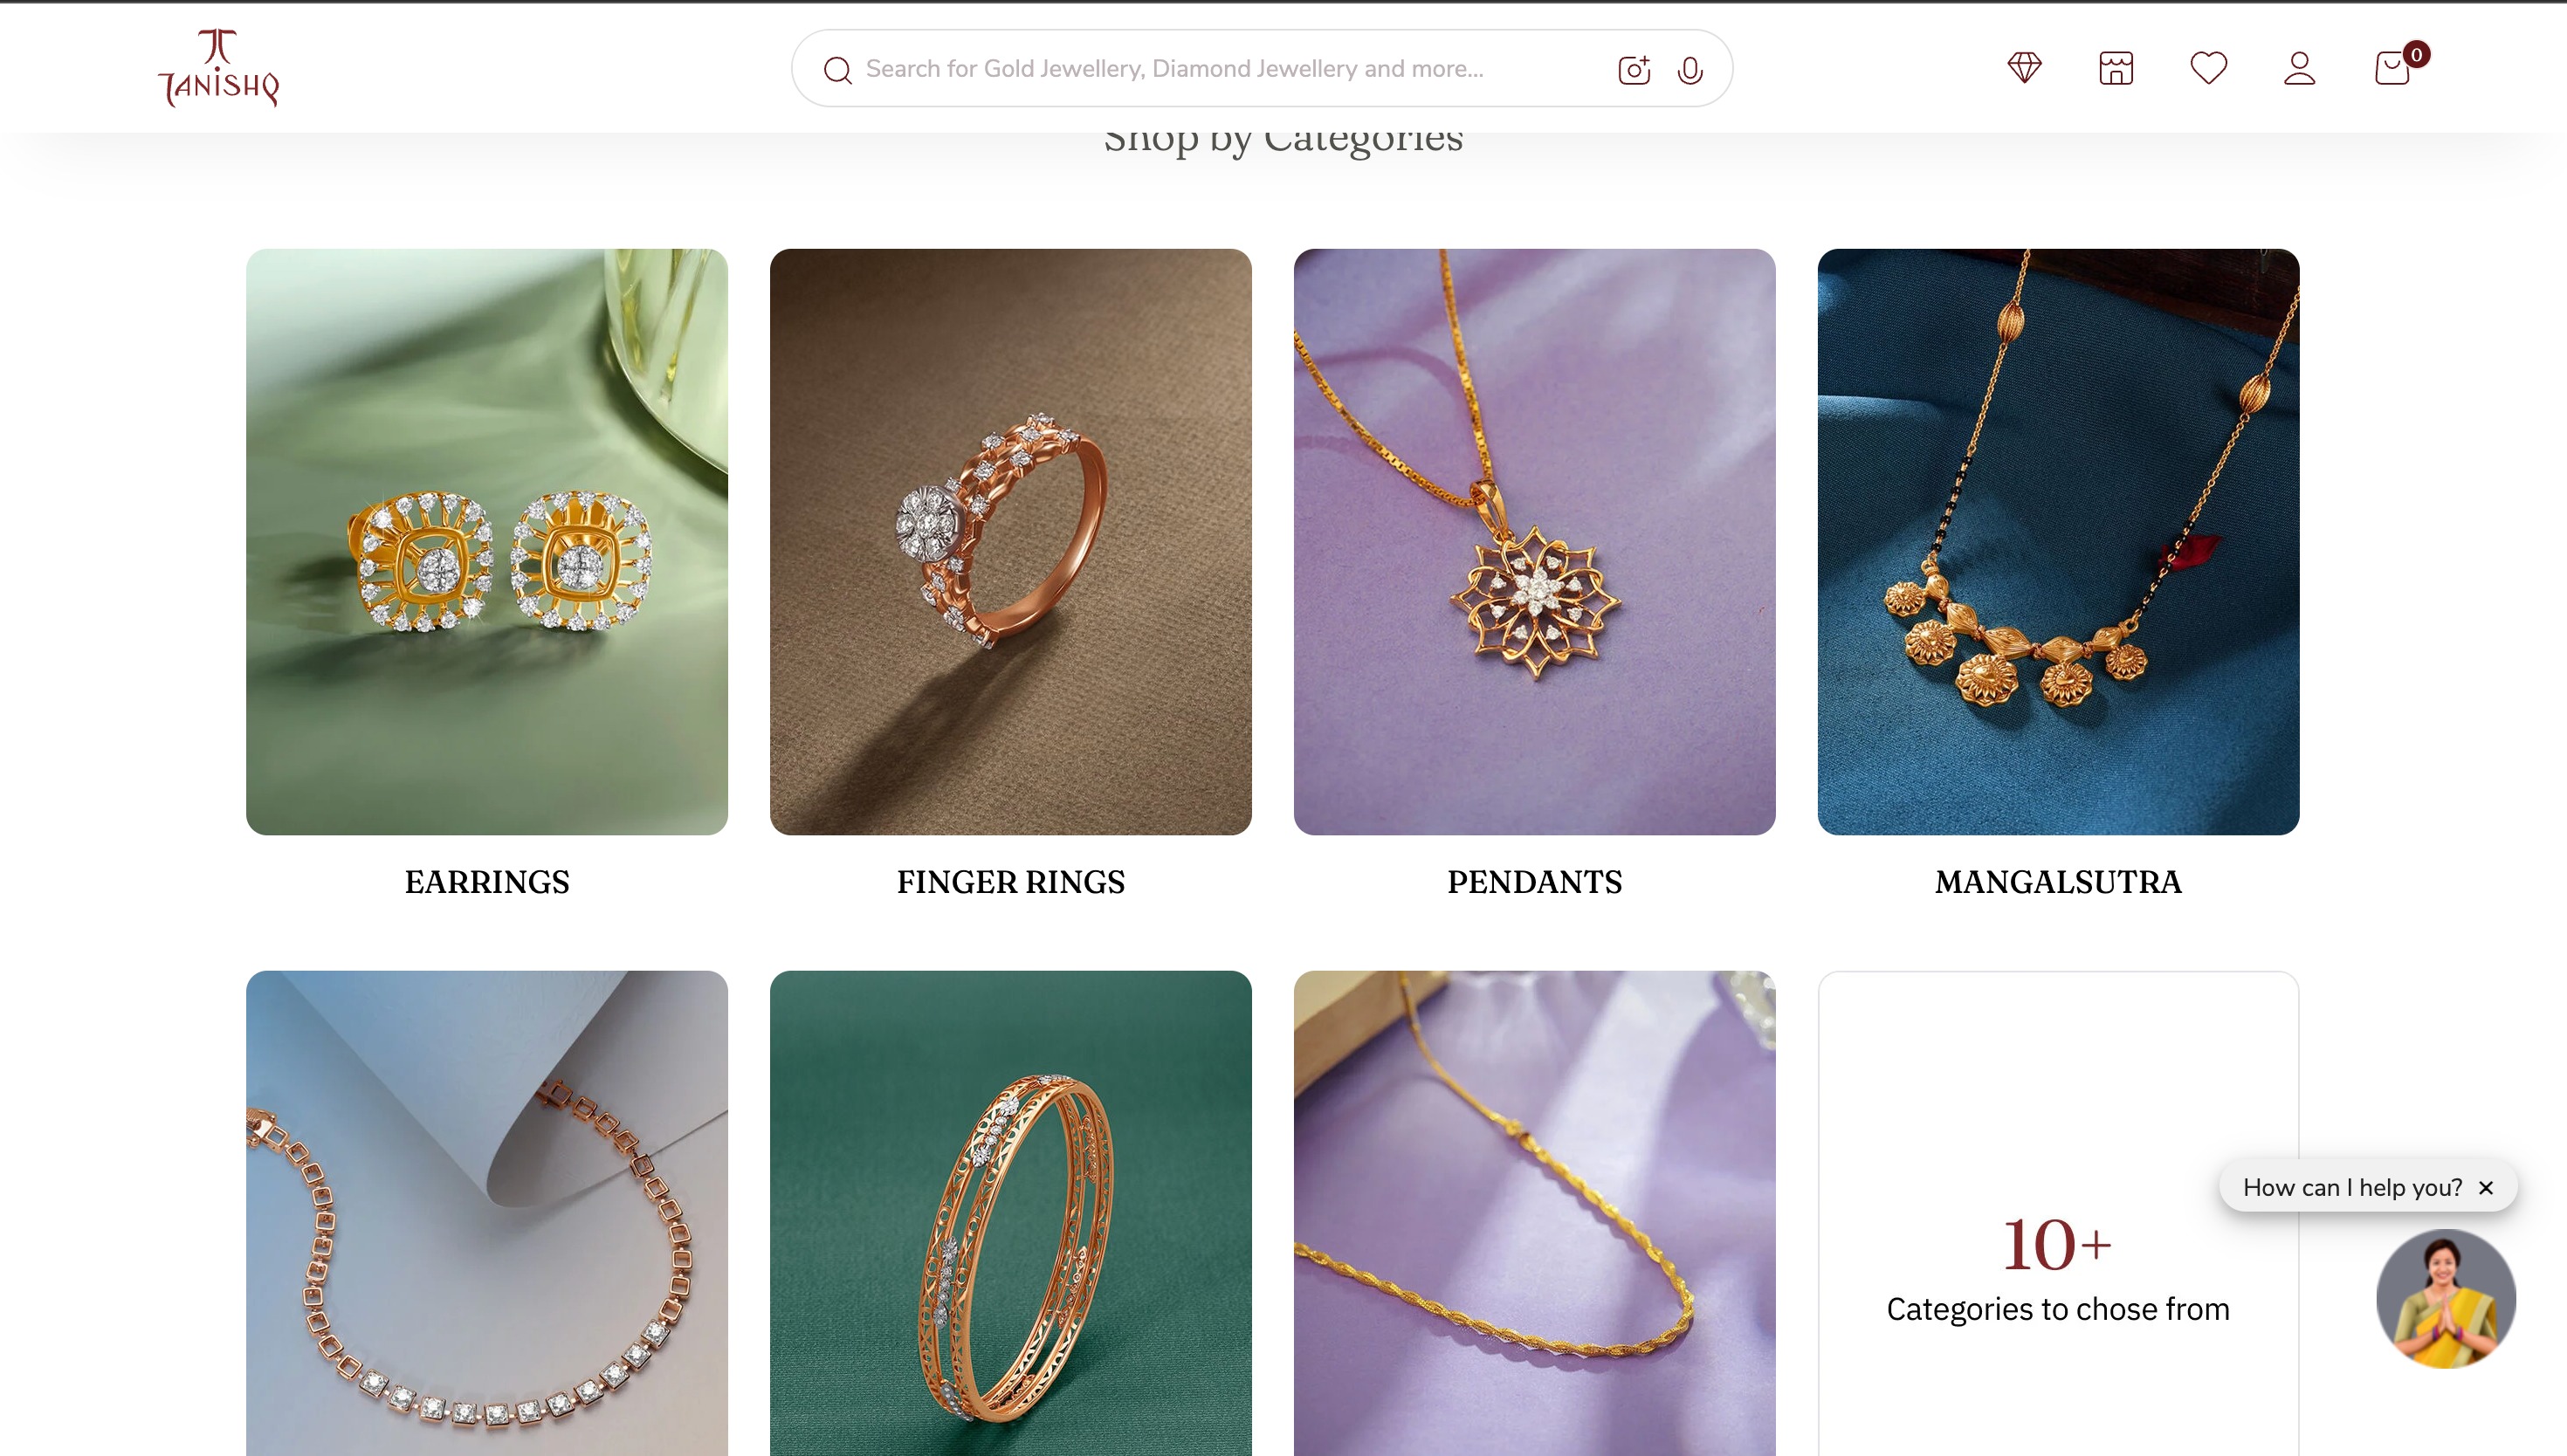 TANISHQ
Search for Gold Jewellery, Diamond Jewellery and more...
0
Shop by Categories
EARRINGS
FINGER RINGS
PENDANTS
MANGALSUTRA
How can I help you?
10+
Categories to chose from